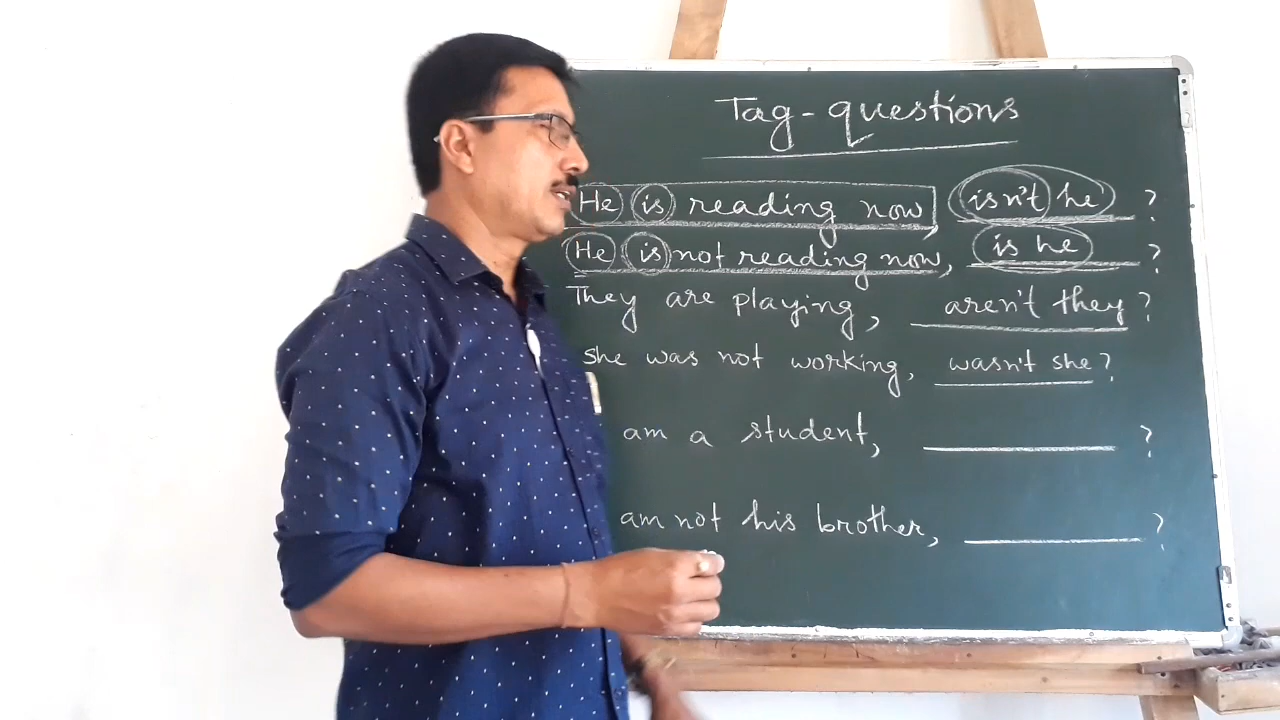 Tag-questions
He is reading now, isn't he ?
He is not reading now, is he ?
They are playing, aren't they ?
she was not working, wasn't she ?
am a student, ?
am not his brother, ?